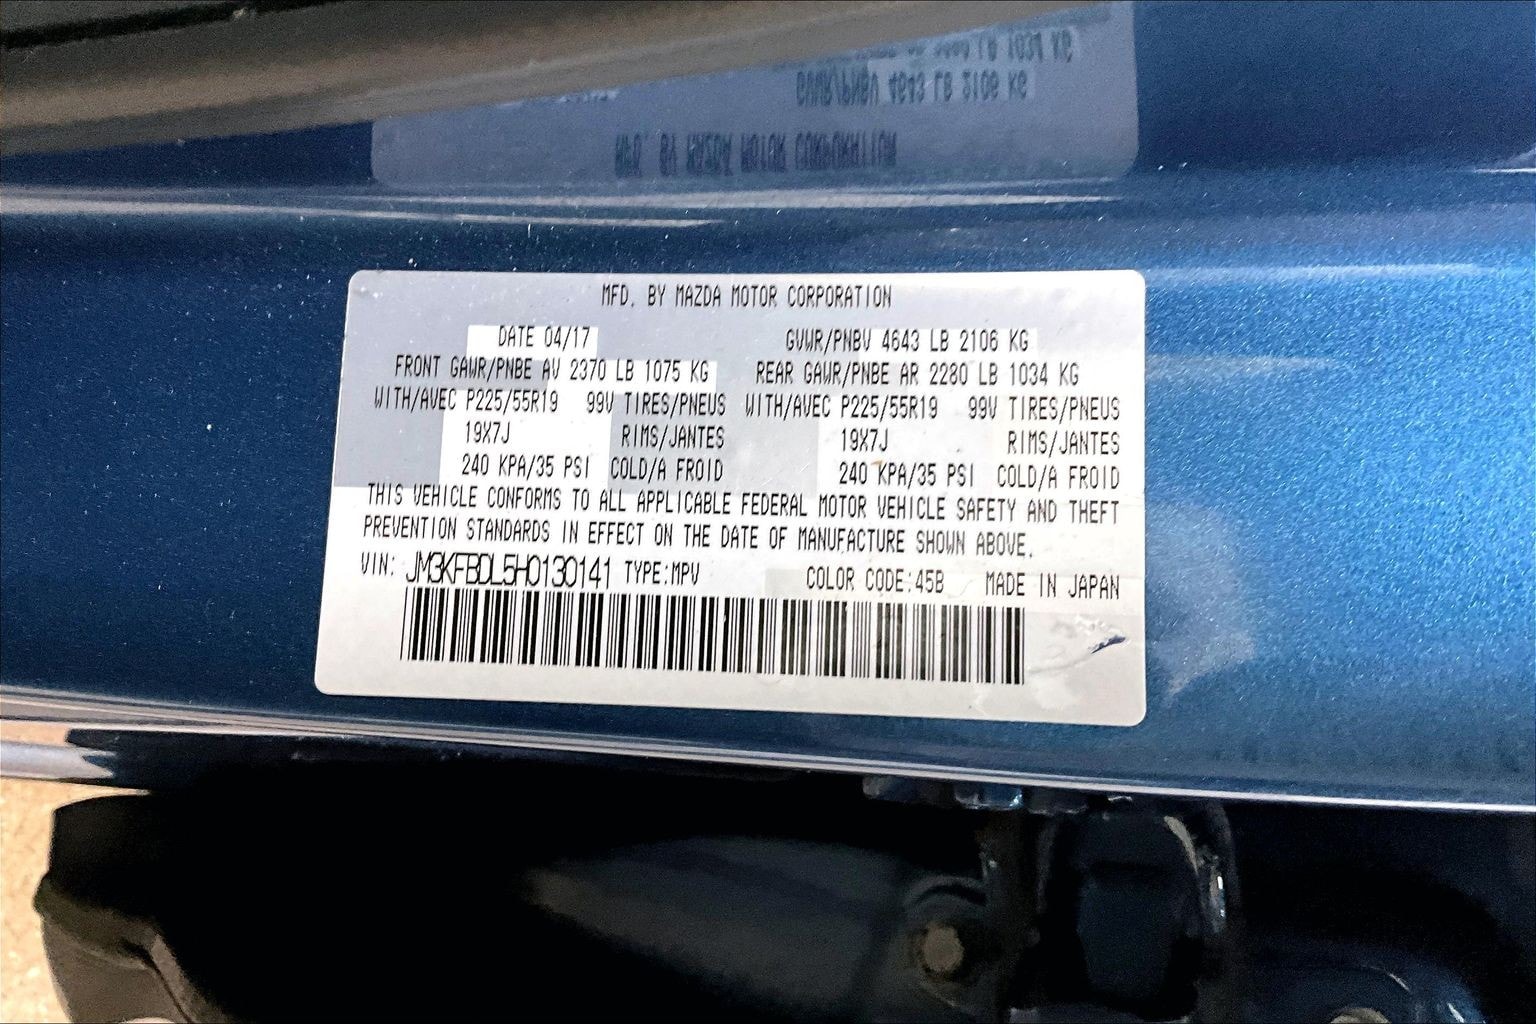 MFD. BY MAZDA MOTOR CORPORATION
DATE 04/17 GVWR/PNBV 4643 LB 2106 KG
FRONT GAWR/PNBE AV 2370 LB 1075 KG REAR GAWR/PNBE AR 2280 LB 1034 KG
WITH/AVEC P225/55R19 99V TIRES/PNEUS WITH/AVEC P225/55R19 99V TIRES/PNEUS
19X7J RIMS/JANTES 19X7J RIMS/JANTES
240 KPA/35 PSI COLD/A FROID 240 KPA/35 PSI COLD/A FROID
THIS VEHICLE CONFORMS TO ALL APPLICABLE FEDERAL MOTOR VEHICLE SAFETY AND THEFT
PREVENTION STANDARDS IN EFFECT ON THE DATE OF MANUFACTURE SHOWN ABOVE.
VIN: JM3KFBDL5H0130141 TYPE:MPV COLOR CODE:45B MADE IN JAPAN